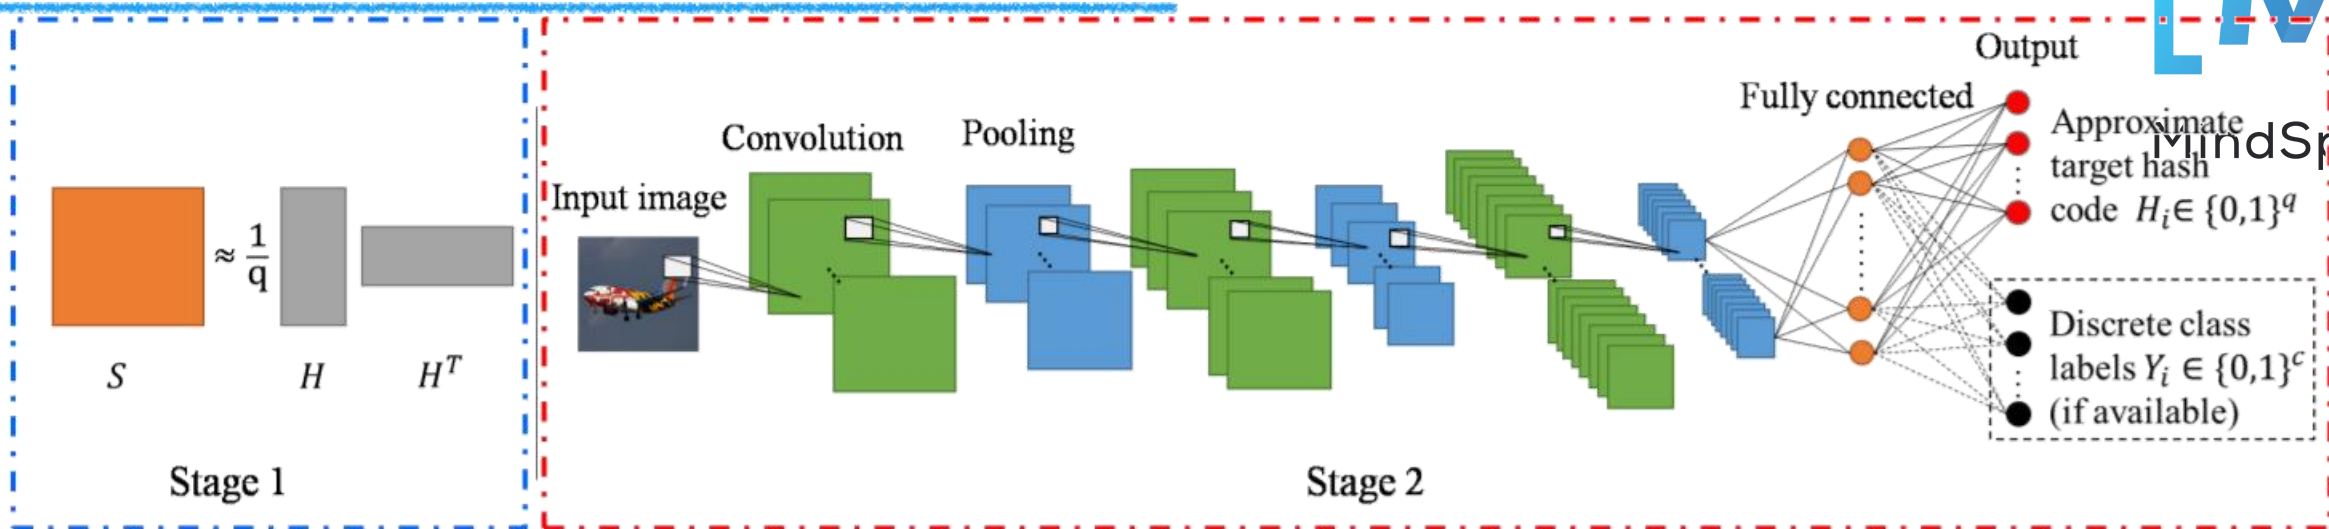 S
≈ 1/q
H
H^T
Stage 1
Input image
Convolution
Pooling
Fully connected
Output
Approximate
target hash
code H_i∈ {0,1}^q
Discrete class
labels Y_i ∈ {0,1}^c
(if available)
Stage 2